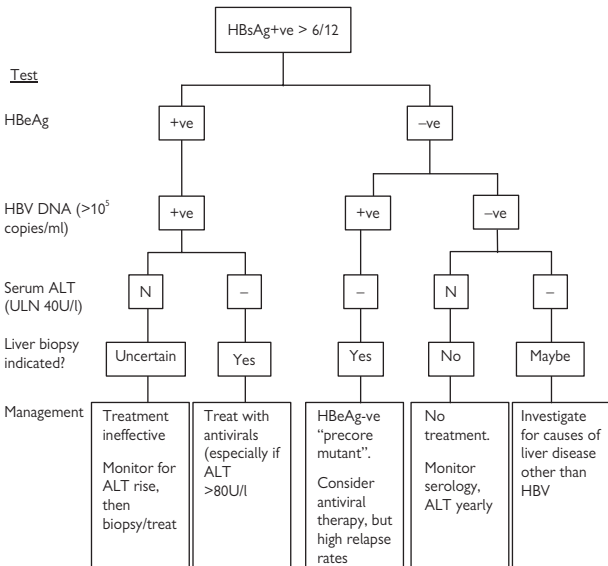 HBsAg+ve > 6/12
Test
HBeAg
+ve
–ve
HBV DNA (>10⁵
copies/ml)
+ve
+ve
–ve
Serum ALT
(ULN 40U/l)
N
–
–
N
–
Liver biopsy
indicated?
Uncertain
Yes
Yes
No
Maybe
Management
Treatment
ineffective
Monitor for
ALT rise,
then
biopsy/treat
Treat with
antivirals
(especially if
ALT
>80U/l
HBeAg-ve
“precore
mutant”.
Consider
antiviral
therapy, but
high relapse
rates
No
treatment.
Monitor
serology,
ALT yearly
Investigate
for causes of
liver disease
other than
HBV